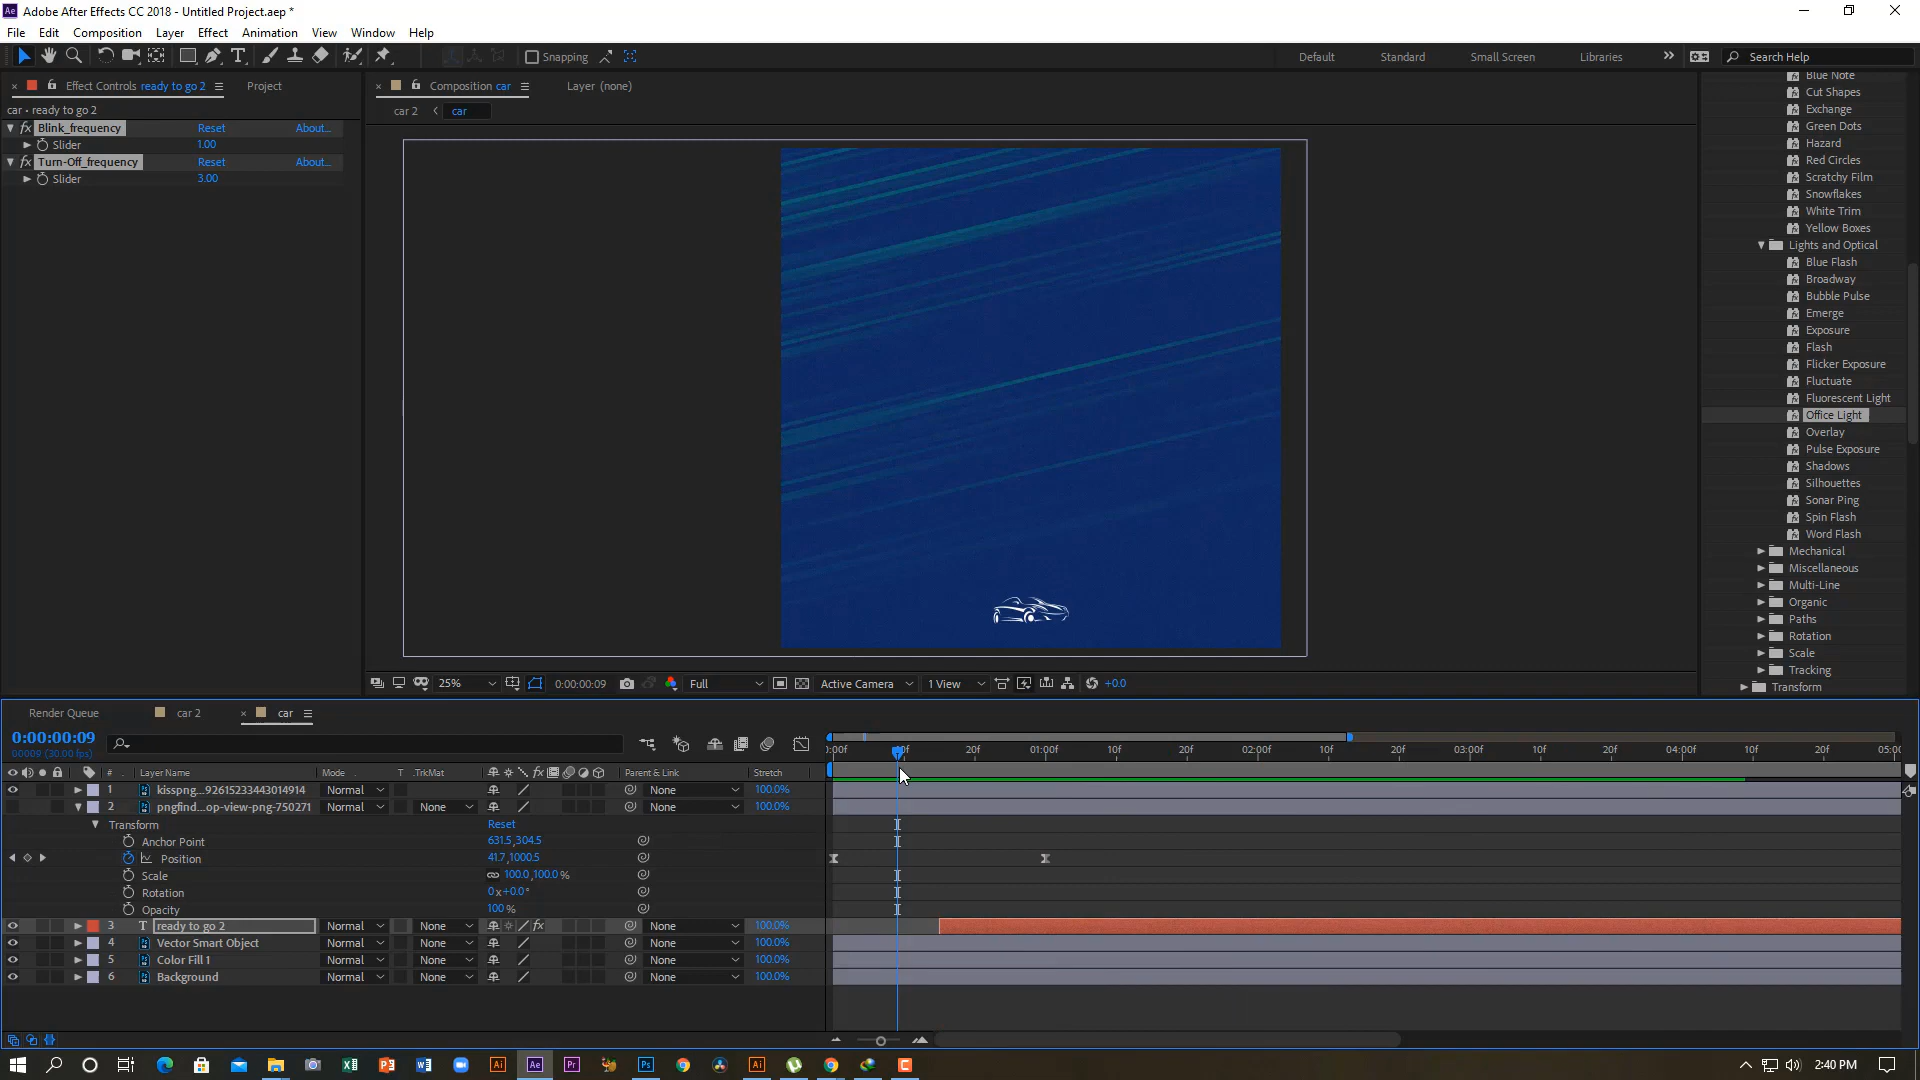 Adobe After Effects CC 2018 - Untitled Project.aep *
File Edit Composition Layer Effect Animation View Window Help
Snapping Default Standard Small Screen Libraries Search Help
Effect Controls ready to go 2 Project
Composition car Layer (none)
car • ready to go 2
car 2 car
Blink_frequency Reset About...
Slider 1.00
Turn-Off_frequency Reset About...
Slider 3.00
Blue Note
Cut Shapes
Exchange
Green Dots
Hazard
Red Circles
Scratchy Film
Snowflakes
White Trim
Yellow Boxes
Lights and Optical
Blue Flash
Broadway
Bubble Pulse
Emerge
Exposure
Flash
Flicker Exposure
Fluctuate
Fluorescent Light
Office Light
Overlay
Pulse Exposure
Shadows
Silhouettes
Sonar Ping
Spin Flash
Word Flash
Mechanical
Miscellaneous
Multi-Line
Organic
Paths
Rotation
Scale
Tracking
Transform
25% 0:00:00:09 Full Active Camera 1 View +0.0
Render Queue car 2 car
0:00:00:09
00009 (30.00 fps)
0:00f 20f 01:00f 10f 20f 02:00f 10f 20f 03:00f 10f 20f 04:00f 10f 20f 05:00
# Layer Name Mode T .TrkMat Parent & Link Stretch
1 kisspng...92615233443014914 Normal None 100.0%
2 pngfind...op-view-png-750271 Normal None None 100.0%
Transform Reset
Anchor Point 631.5,304.5
Position 41.7,1000.5
Scale 100.0,100.0%
Rotation 0x+0.0°
Opacity 100%
3 T ready to go 2 Normal None None 100.0%
4 Vector Smart Object Normal None None 100.0%
5 Color Fill 1 Normal None None 100.0%
6 Background Normal None None 100.0%
2:40 PM